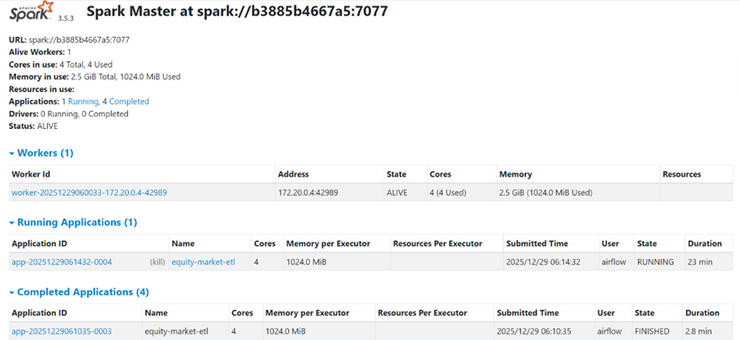 APACHE
Spark 3.5.3 Spark Master at spark://b3885b4667a5:7077
URL: spark://b3885b4667a5:7077
Alive Workers: 1
Cores in use: 4 Total, 4 Used
Memory in use: 2.5 GiB Total, 1024.0 MiB Used
Resources in use:
Applications: 1 Running, 4 Completed
Drivers: 0 Running, 0 Completed
Status: ALIVE
Workers (1)
Worker Id Address State Cores Memory Resources
worker-20251229060033-172.20.0.4-42989 172.20.0.4:42989 ALIVE 4 (4 Used) 2.5 GiB (1024.0 MiB Used)
Running Applications (1)
Application ID Name Cores Memory per Executor Resources Per Executor Submitted Time User State Duration
app-20251229061432-0004 (kill) equity-market-etl 4 1024.0 MiB 2025/12/29 06:14:32 airflow RUNNING 23 min
Completed Applications (4)
Application ID Name Cores Memory per Executor Resources Per Executor Submitted Time User State Duration
app-20251229061035-0003 equity-market-etl 4 1024.0 MiB 2025/12/29 06:10:35 airflow FINISHED 2.8 min